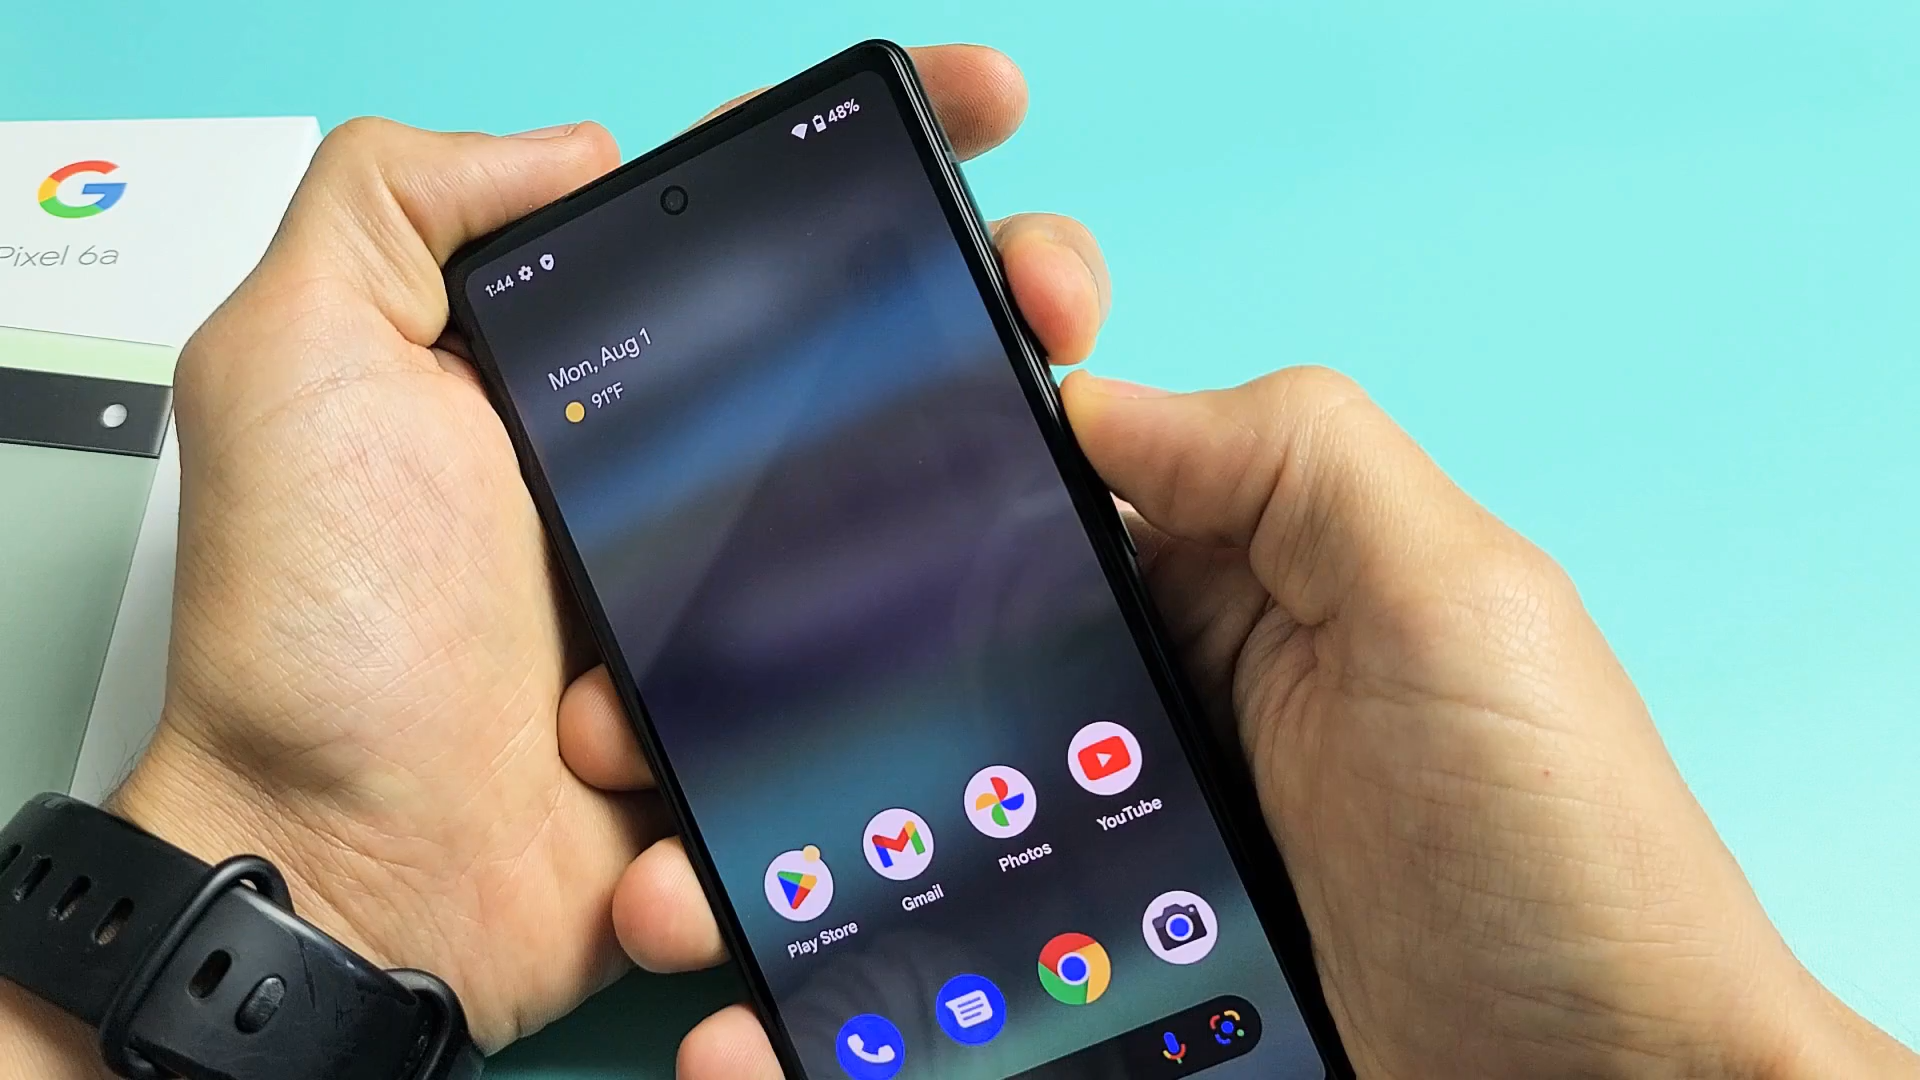 G
Pixel 6a
48%
1:44
Mon, Aug 1
91°F
YouTube
Photos
Gmail
Play Store